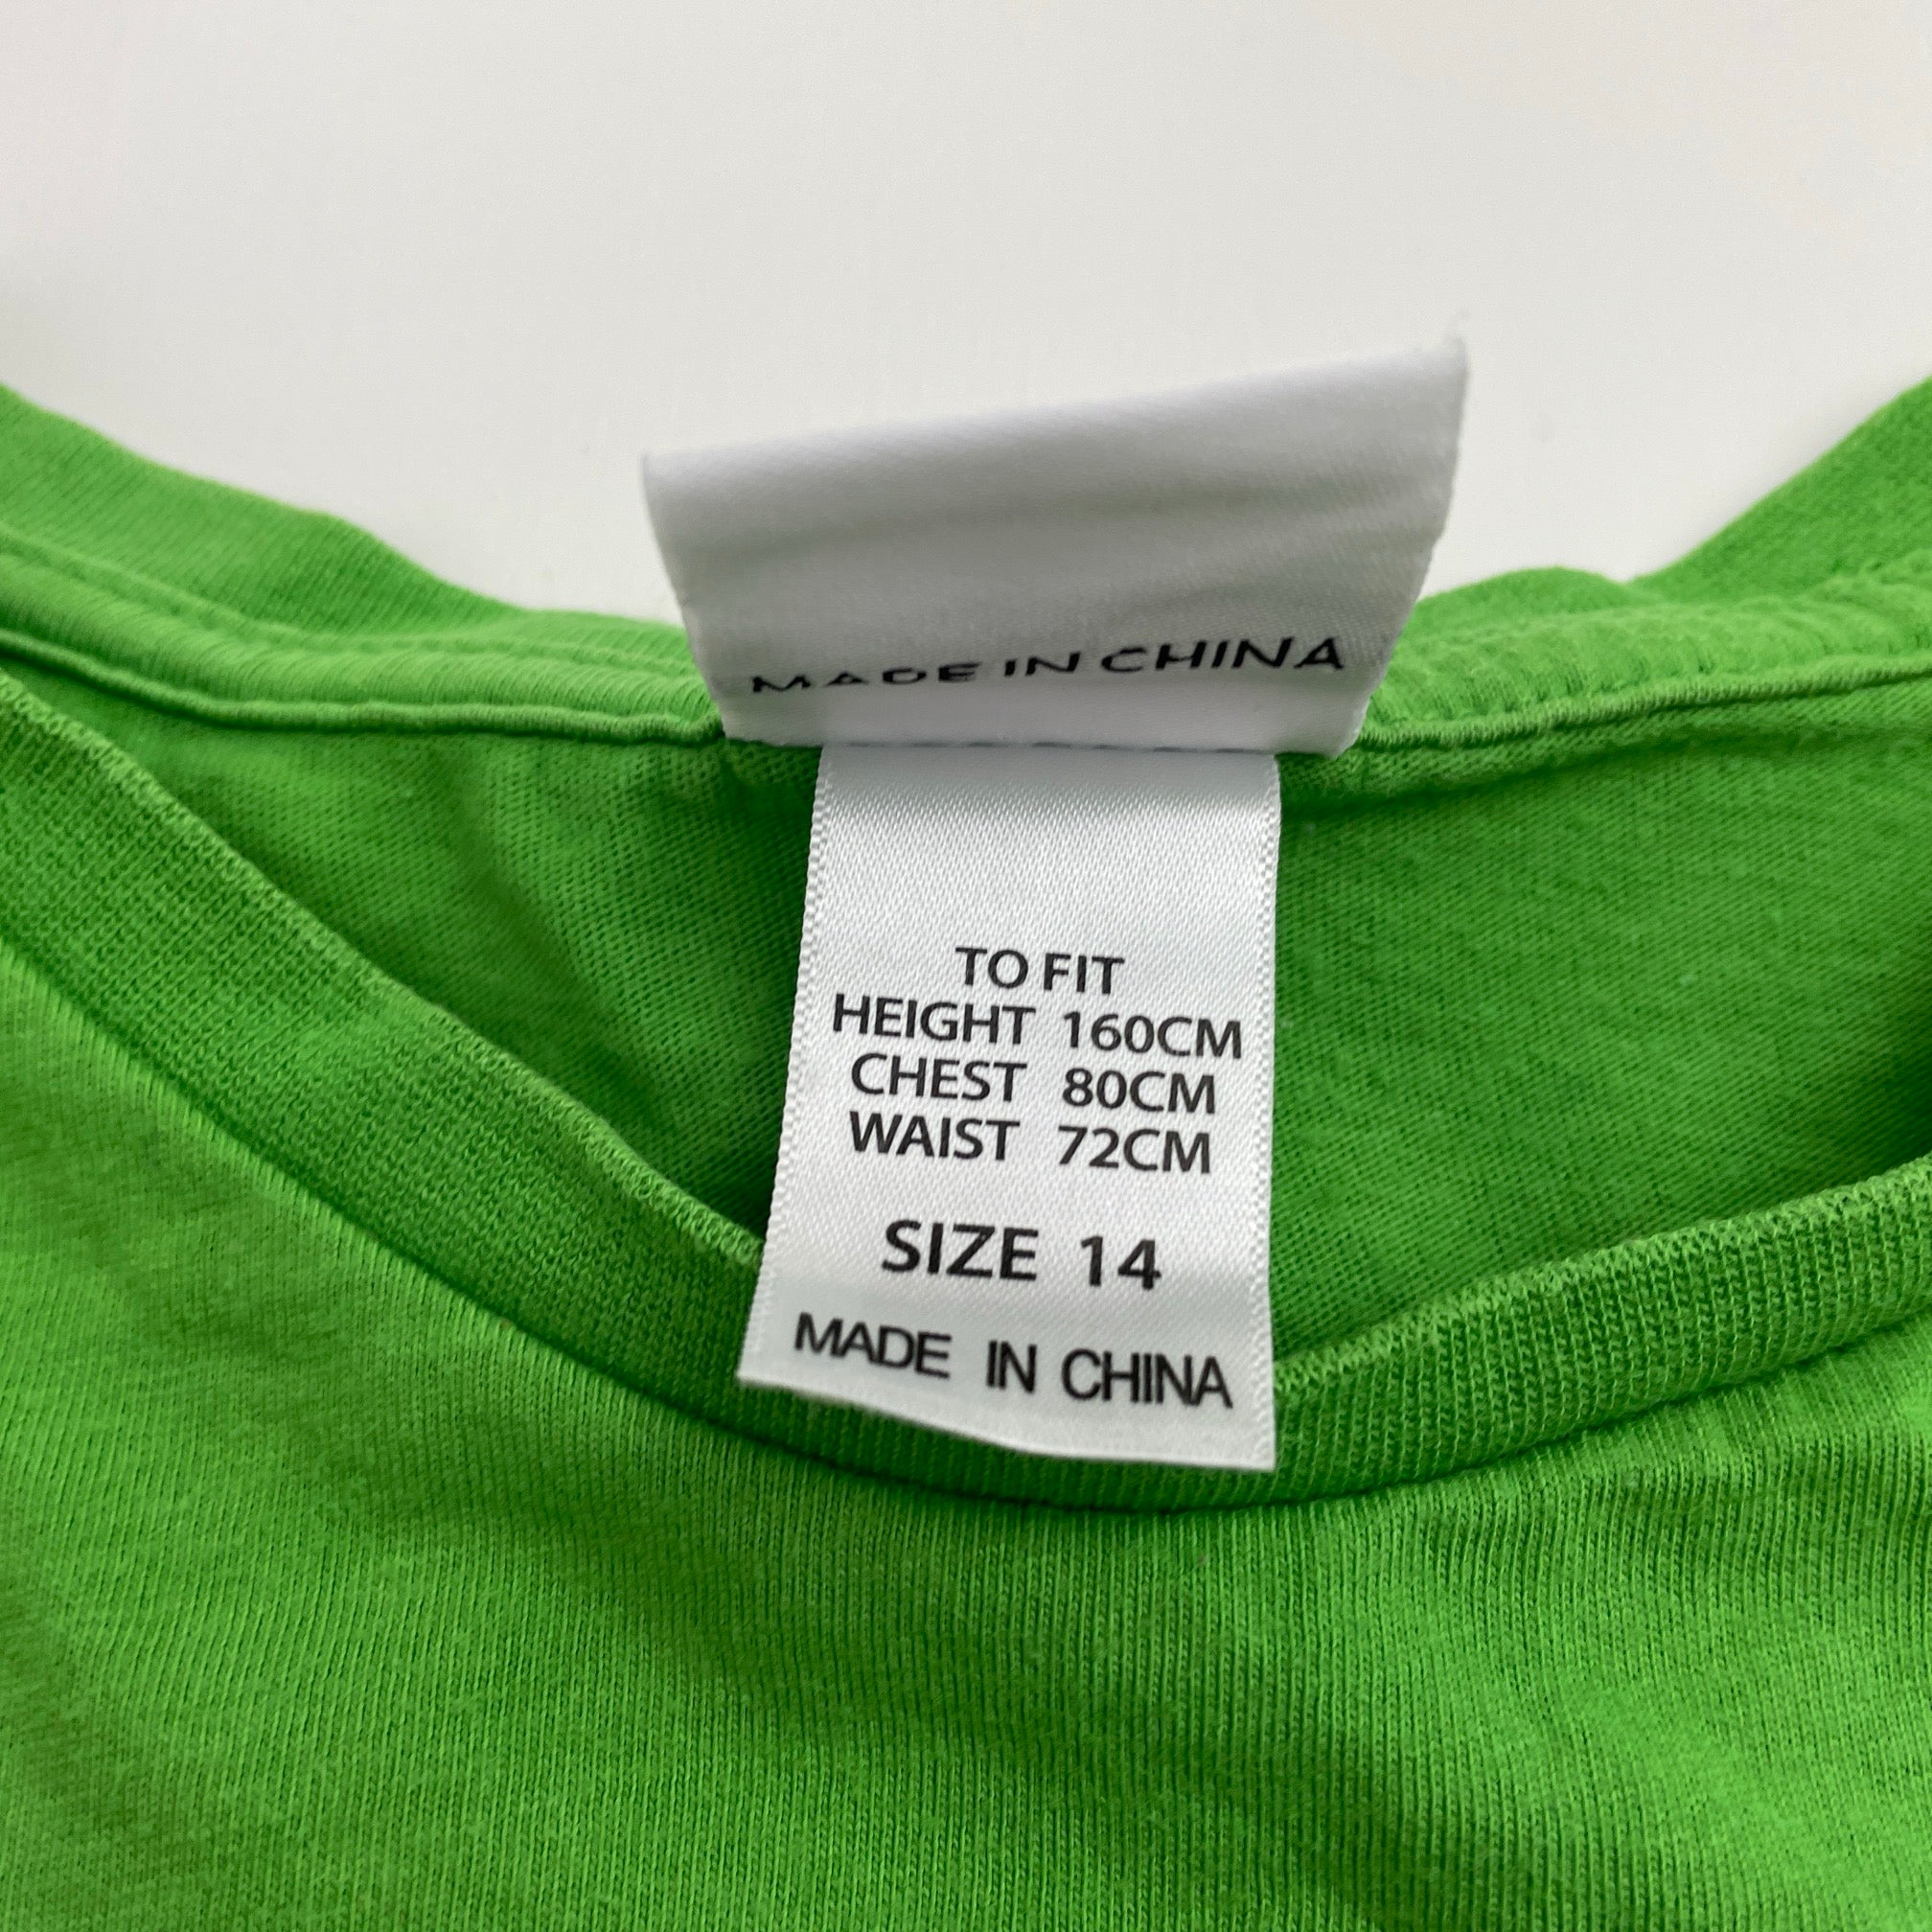 MADE IN CHINA
TO FIT
HEIGHT 160CM
CHEST 80CM
WAIST 72CM
SIZE 14
MADE IN CHINA